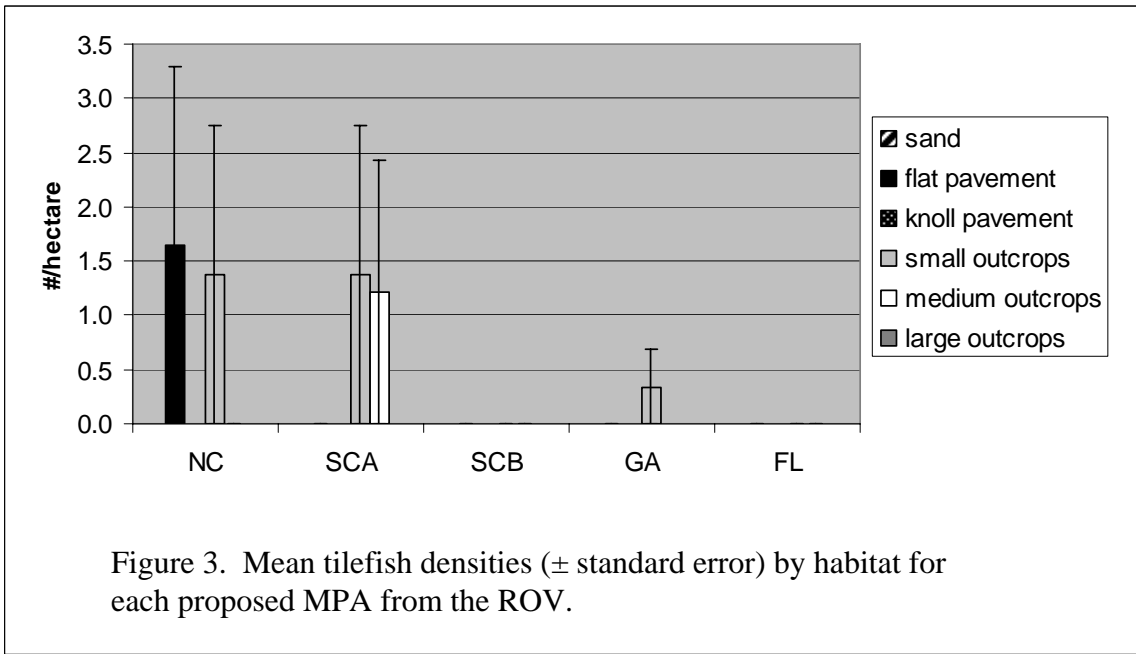 3.5
3.0
2.5
2.0
1.5
1.0
0.5
0.0
#/hectare
NC SCA SCB GA FL
sand
flat pavement
knoll pavement
small outcrops
medium outcrops
large outcrops
Figure 3. Mean tilefish densities (± standard error) by habitat for
each proposed MPA from the ROV.